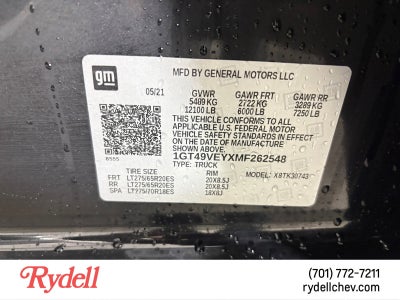 gm
MFD BY GENERAL MOTORS LLC
05/21
GVWR GAWR FRT GAWR RR
5489 KG 2722 KG 3289 KG
12100 LB 6000 LB 7250 LB
THIS VEHICLE CONFORMS TO ALL
APPLICABLE U.S. FEDERAL MOTOR
VEHICLE SAFETY STANDARDS IN
EFFECT ON THE DATE OF
MANUFACTURE SHOWN ABOVE.
1GT49VEYXMF262548
TYPE: TRUCK MODEL: X8TK30743
TIRE SIZE RIM
FRT LT275/65R20ES 20X8.5J
RR LT275/65R20ES 20X8.5J
SPA LT275/70R18ES 18X8J
Rydell
(701) 772-7211
rydellchev.com